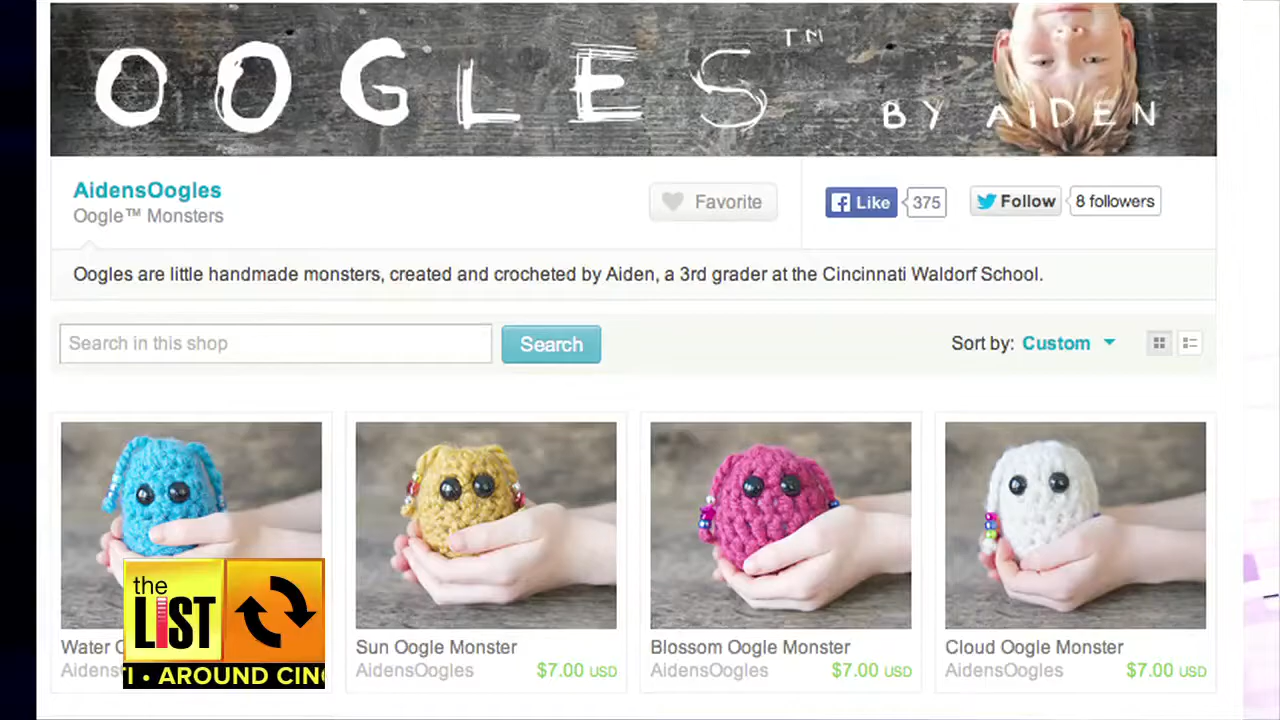 OOGLES™
BY AIDEN
AidensOogles
Oogle™ Monsters
Favorite
Like 375
Follow 8 followers
Oogles are little handmade monsters, created and crocheted by Aiden, a 3rd grader at the Cincinnati Waldorf School.
Search in this shop
Search
Sort by: Custom
Water
Aidens
Sun Oogle Monster
AidensOogles $7.00 USD
Blossom Oogle Monster
AidensOogles $7.00 USD
Cloud Oogle Monster
AidensOogles $7.00 USD
the
LIST
• AROUND